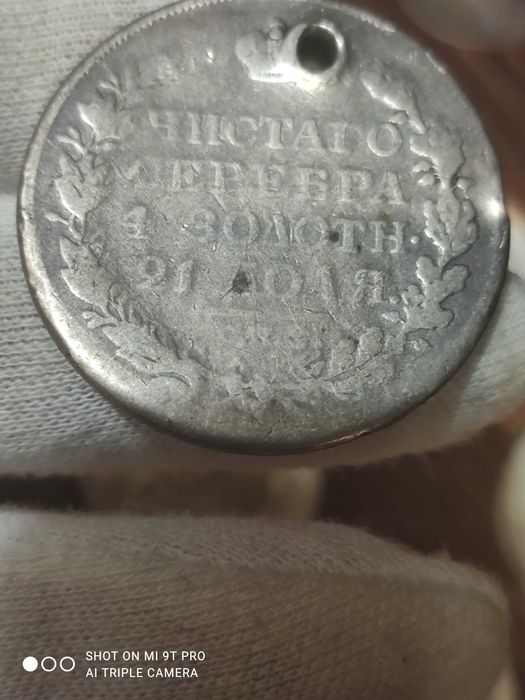 ЧИСТАГО
СЕРЕБРА
4 ЗОЛОТН.
21 ДОЛЯ
SHOT ON MI 9T PRO
AI TRIPLE CAMERA